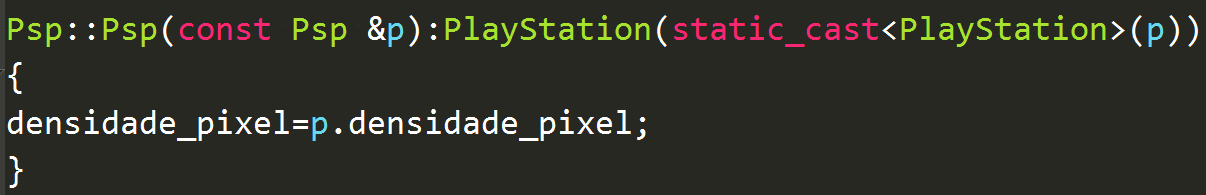 Psp::Psp(const Psp &p):PlayStation(static_cast<PlayStation>(p))
{
densidade_pixel=p.densidade_pixel;
}